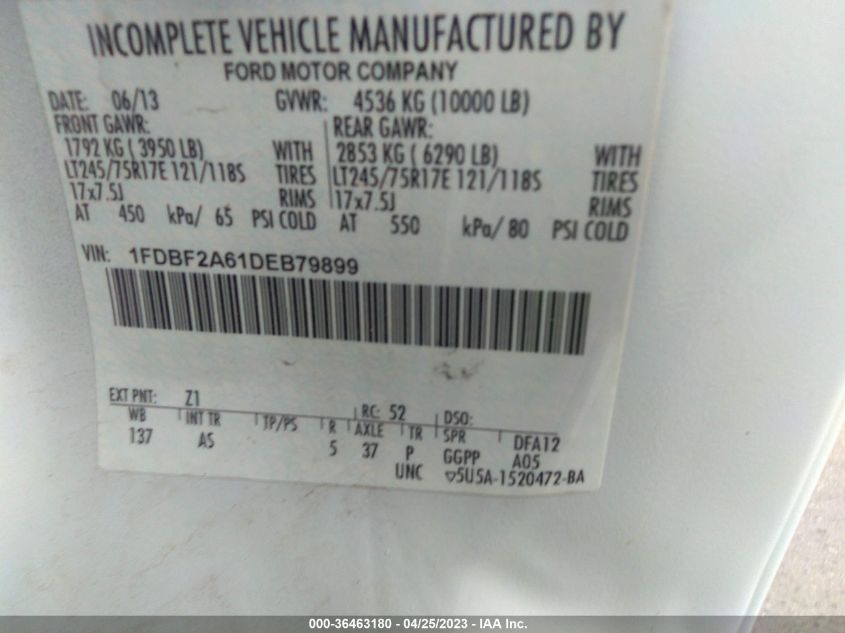 INCOMPLETE VEHICLE MANUFACTURED BY
FORD MOTOR COMPANY
DATE: 06/13 GVWR: 4536 KG (10000 LB)
FRONT GAWR: REAR GAWR:
1792 KG ( 3950 LB) WITH 2853 KG ( 6290 LB) WITH
LT245/75R17E 121/118S TIRES LT245/75R17E 121/118S TIRES
17x7.5J RIMS 17x7.5J RIMS
AT 450 kPa/ 65 PSI COLD AT 550 kPa/ 80 PSI COLD
VIN: 1FDBF2A61DEB79899
EXT PNT: Z1 RC: 52 DSO:
WB INT TR TP/PS R AXLE TR SPR DFA12
137 AS 5 37 P GGPP A05
UNC ▽5U5A-1520472-BA
000-36463180 - 04/25/2023 - IAA Inc.